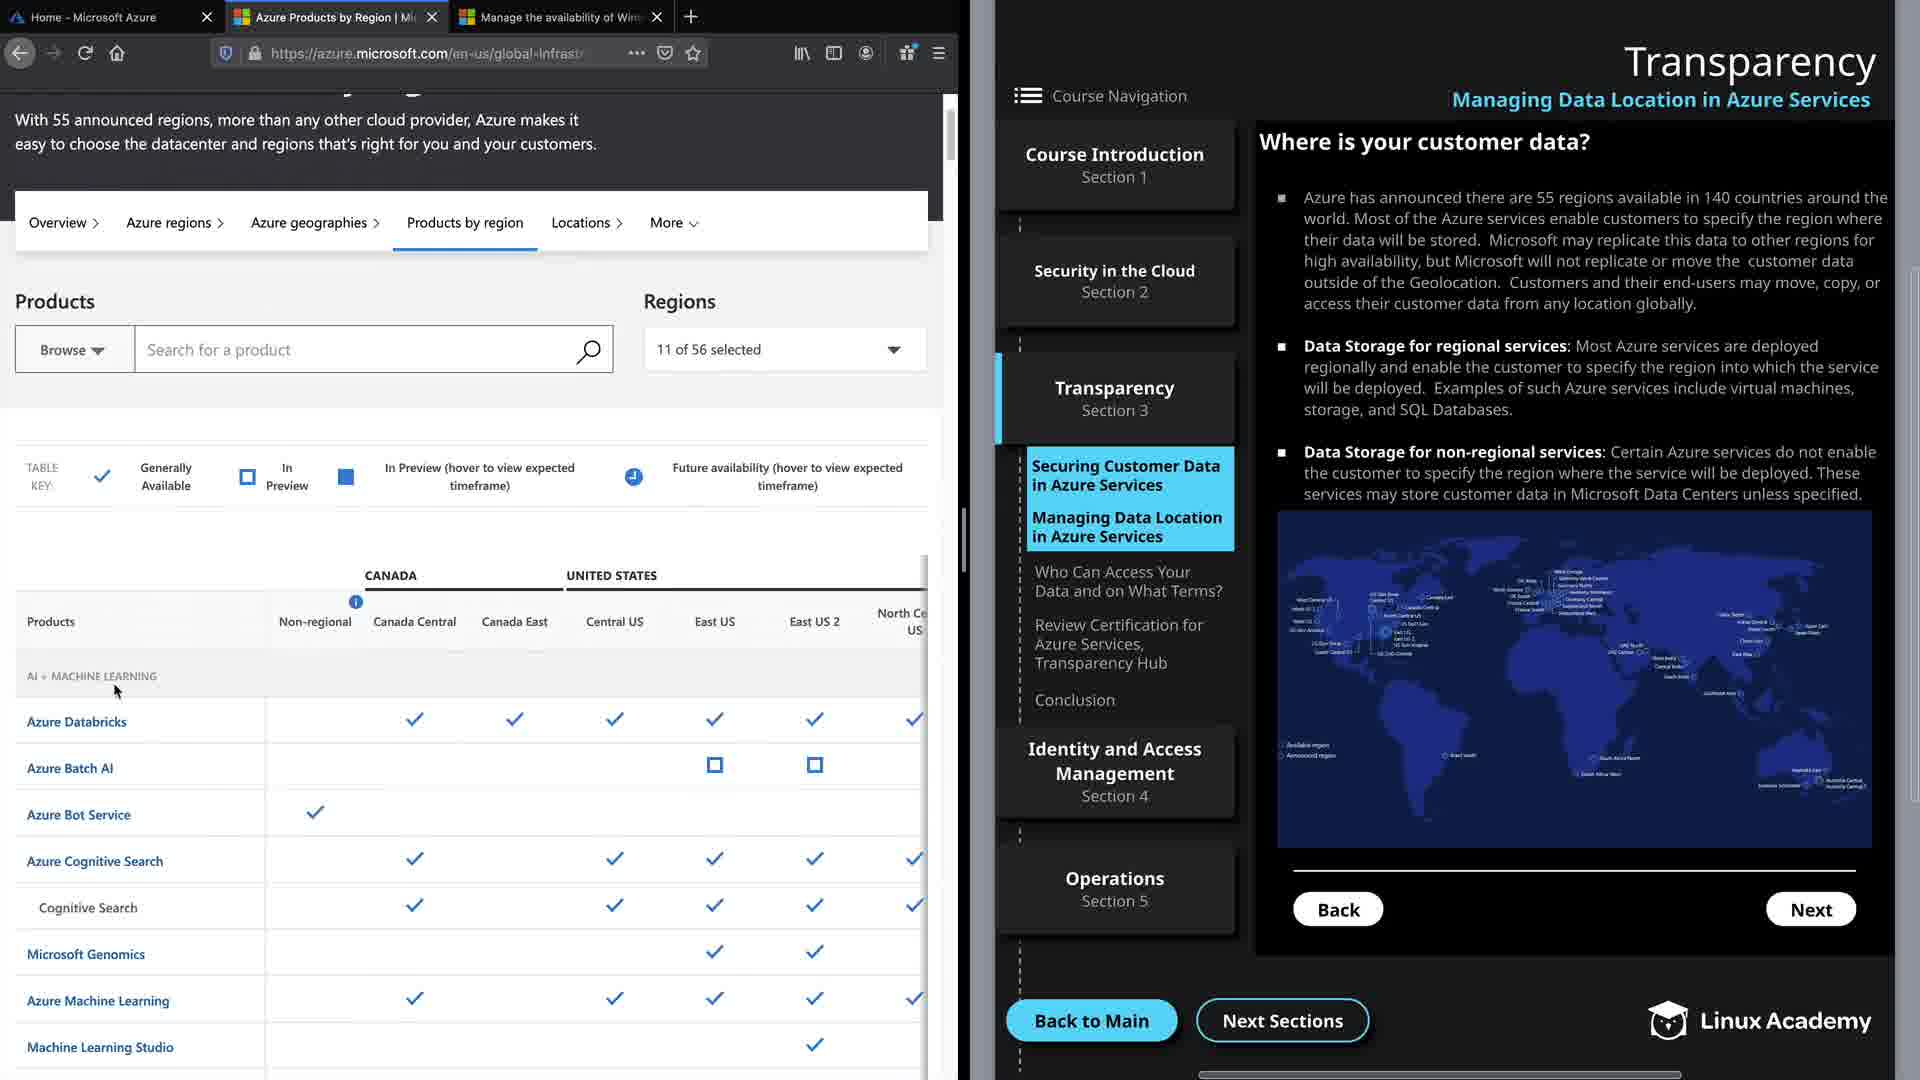 Home - Microsoft Azure
Azure Products by Region | Mi
Manage the availability of Win
https://azure.microsoft.com/en-us/global-infrast
With 55 announced regions, more than any other cloud provider, Azure makes it
easy to choose the datacenter and regions that's right for you and your customers.
Overview
Azure regions
Azure geographies
Products by region
Locations
More
Products
Regions
Browse
Search for a product
11 of 56 selected
TABLE
KEY:
Generally
Available
In
Preview
In Preview (hover to view expected
timeframe)
Future availability (hover to view expected
timeframe)
CANADA
UNITED STATES
Products
Non-regional
Canada Central
Canada East
Central US
East US
East US 2
North Ce
US
AI + MACHINE LEARNING
Azure Databricks
Azure Batch AI
Azure Bot Service
Azure Cognitive Search
Cognitive Search
Microsoft Genomics
Azure Machine Learning
Machine Learning Studio
Transparency
Managing Data Location in Azure Services
Course Navigation
Course Introduction
Section 1
Security in the Cloud
Section 2
Transparency
Section 3
Securing Customer Data
in Azure Services
Managing Data Location
in Azure Services
Who Can Access Your
Data and on What Terms?
Review Certification for
Azure Services,
Transparency Hub
Conclusion
Identity and Access
Management
Section 4
Operations
Section 5
Where is your customer data?
Azure has announced there are 55 regions available in 140 countries around the
world. Most of the Azure services enable customers to specify the region where
their data will be stored. Microsoft may replicate this data to other regions for
high availability, but Microsoft will not replicate or move the customer data
outside of the Geolocation. Customers and their end-users may move, copy, or
access their customer data from any location globally.
Data Storage for regional services: Most Azure services are deployed
regionally and enable the customer to specify the region into which the service
will be deployed. Examples of such Azure services include virtual machines,
storage, and SQL Databases.
Data Storage for non-regional services: Certain Azure services do not enable
the customer to specify the region where the service will be deployed. These
services may store customer data in Microsoft Data Centers unless specified.
Available region
Announced region
Brazil South
South Africa North
South Africa West
Back
Next
Back to Main
Next Sections
Linux Academy